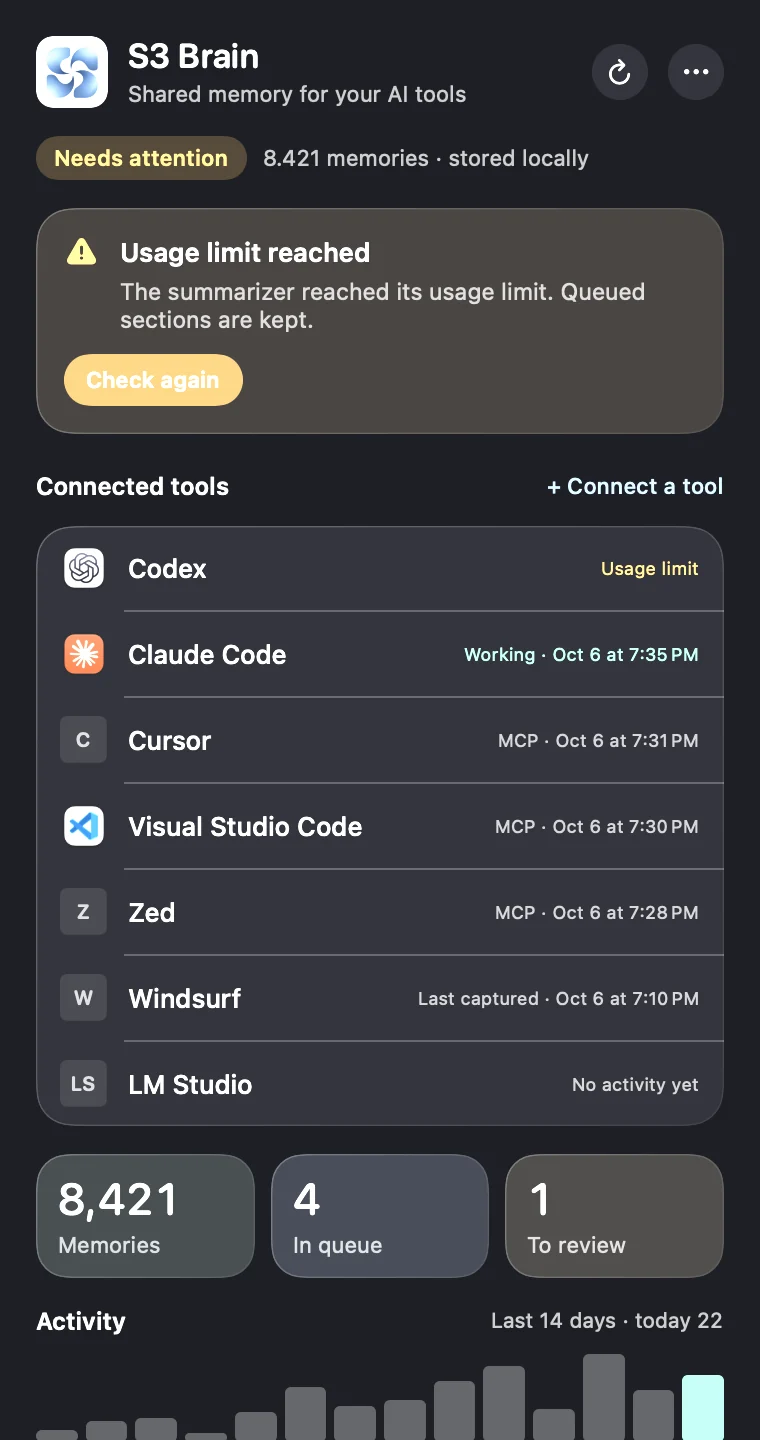 S3 Brain
Shared memory for your AI tools
Needs attention
8.421 memories · stored locally
Usage limit reached
The summarizer reached its usage limit. Queued
sections are kept.
Check again
Connected tools
+ Connect a tool
Codex
Usage limit
Claude Code
Working · Oct 6 at 7:35 PM
C
Cursor
MCP · Oct 6 at 7:31 PM
Visual Studio Code
MCP · Oct 6 at 7:30 PM
Z
Zed
MCP · Oct 6 at 7:28 PM
W
Windsurf
Last captured · Oct 6 at 7:10 PM
LS
LM Studio
No activity yet
8,421
Memories
4
In queue
1
To review
Activity
Last 14 days · today 22